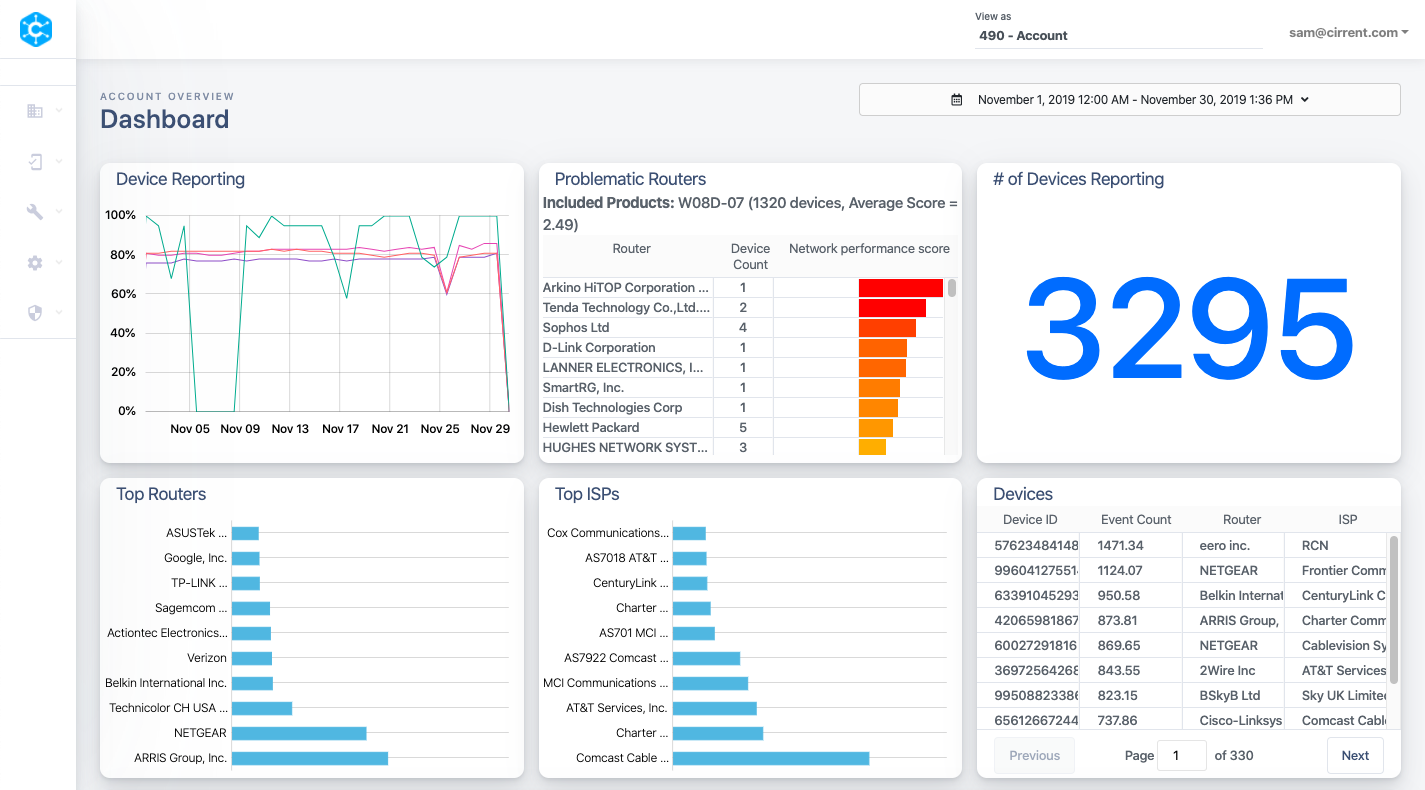 View as
490 - Account
sam@cirrent.com
ACCOUNT OVERVIEW
Dashboard
November 1, 2019 12:00 AM - November 30, 2019 1:36 PM
Device Reporting
100%
80%
60%
40%
20%
0%
Nov 05 Nov 09 Nov 13 Nov 17 Nov 21 Nov 25 Nov 29
Problematic Routers
Included Products: W08D-07 (1320 devices, Average Score =
2.49)
Router Device Network performance score
Count
Arkino HiTOP Corporation ... 1
Tenda Technology Co.,Ltd.... 2
Sophos Ltd 4
D-Link Corporation 1
LANNER ELECTRONICS, I... 1
SmartRG, Inc. 1
Dish Technologies Corp 1
Hewlett Packard 5
HUGHES NETWORK SYST... 3
# of Devices Reporting
3295
Top Routers
ASUSTek ...
Google, Inc.
TP-LINK ...
Sagemcom ...
Actiontec Electronics...
Verizon
Belkin International Inc.
Technicolor CH USA ...
NETGEAR
ARRIS Group, Inc.
Top ISPs
Cox Communications...
AS7018 AT&T ...
CenturyLink ...
Charter ...
AS701 MCI ...
AS7922 Comcast ...
MCI Communications ...
AT&T Services, Inc.
Charter ...
Comcast Cable ...
Devices
Device ID Event Count Router ISP
57623484148 1471.34 eero inc. RCN
99604127551 1124.07 NETGEAR Frontier Comm
63391045293 950.58 Belkin Internat CenturyLink C
42065981867 873.81 ARRIS Group, Charter Comm
60027291816 869.65 NETGEAR Cablevision Sy
36972564268 843.55 2Wire Inc AT&T Services
99508823386 823.15 BSkyB Ltd Sky UK Limite
65612667244 737.86 Cisco-Linksys Comcast Cabl
Previous Page 1 of 330 Next